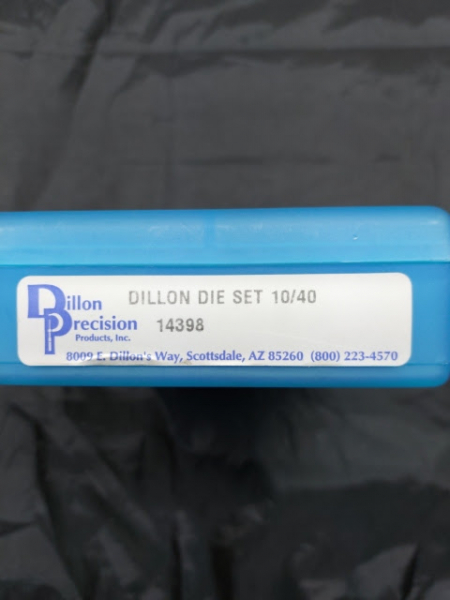 Dillon
Precision
Products, Inc.
DILLON DIE SET 10/40
14398
8009 E. Dillon's Way, Scottsdale, AZ 85260 (800) 223-4570